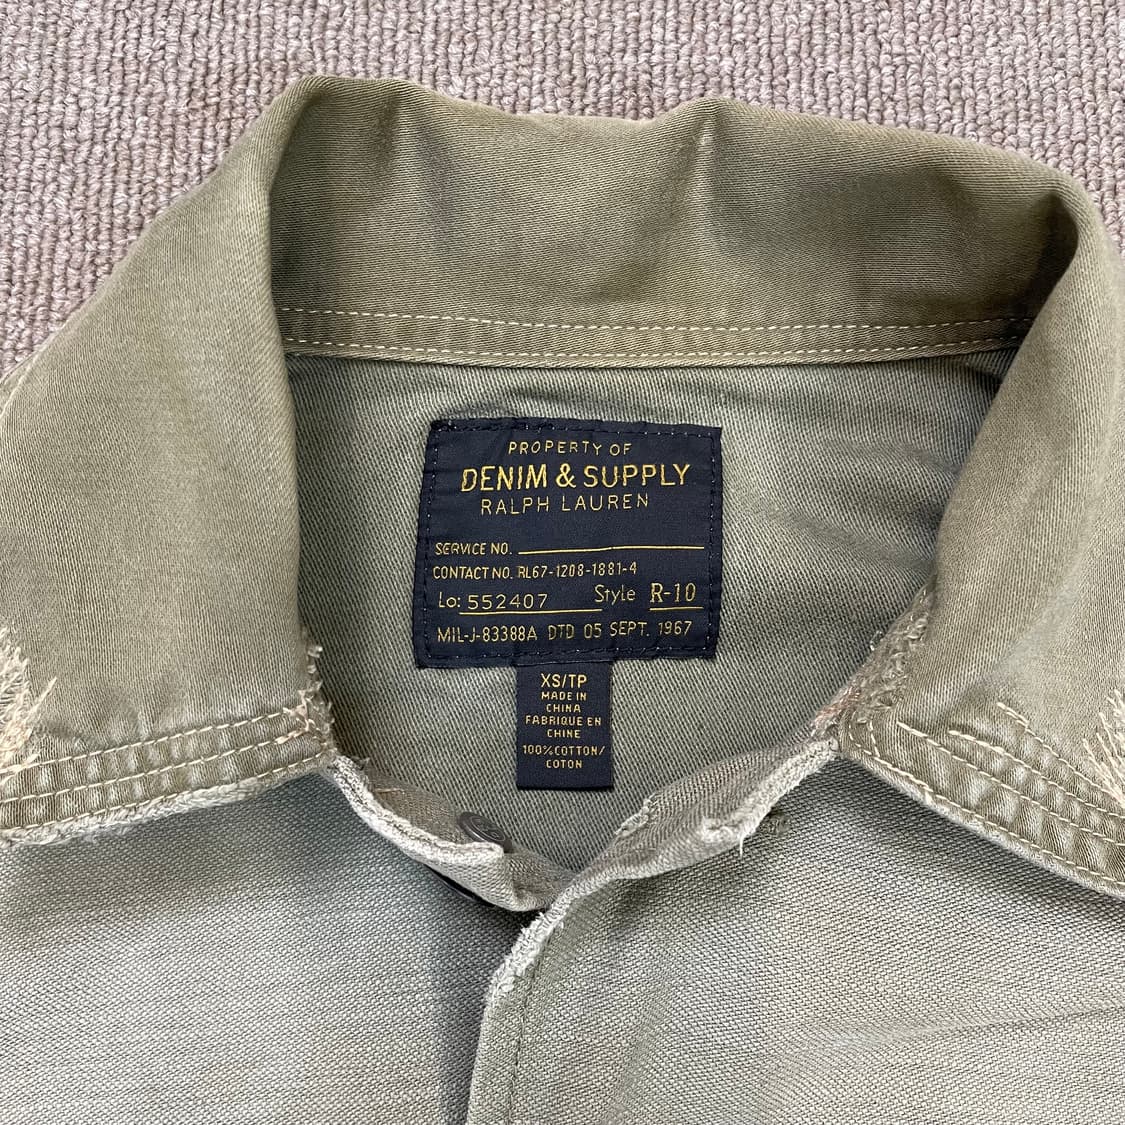 PROPERTY OF
DENIM & SUPPLY
RALPH LAUREN
SERVICE NO.
CONTACT NO. RL67-1208-1881-4
Lo: 552407 Style R-10
MIL-J-83388A DTD 05 SEPT. 1967
XS/TP
MADE IN
CHINA
FABRIQUE EN
CHINE
100%COTTON/
COTON